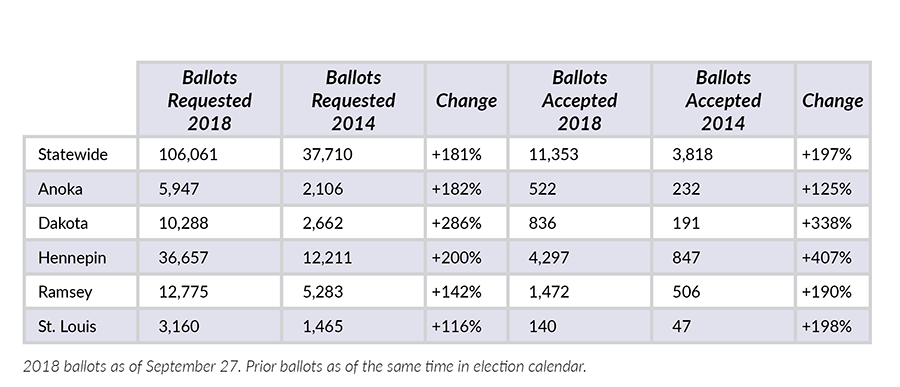 Ballots Requested 2018 Ballots Requested 2014 Change Ballots Accepted 2018 Ballots Accepted 2014 Change
Statewide 106,061 37,710 +181% 11,353 3,818 +197%
Anoka 5,947 2,106 +182% 522 232 +125%
Dakota 10,288 2,662 +286% 836 191 +338%
Hennepin 36,657 12,211 +200% 4,297 847 +407%
Ramsey 12,775 5,283 +142% 1,472 506 +190%
St. Louis 3,160 1,465 +116% 140 47 +198%
2018 ballots as of September 27. Prior ballots as of the same time in election calendar.